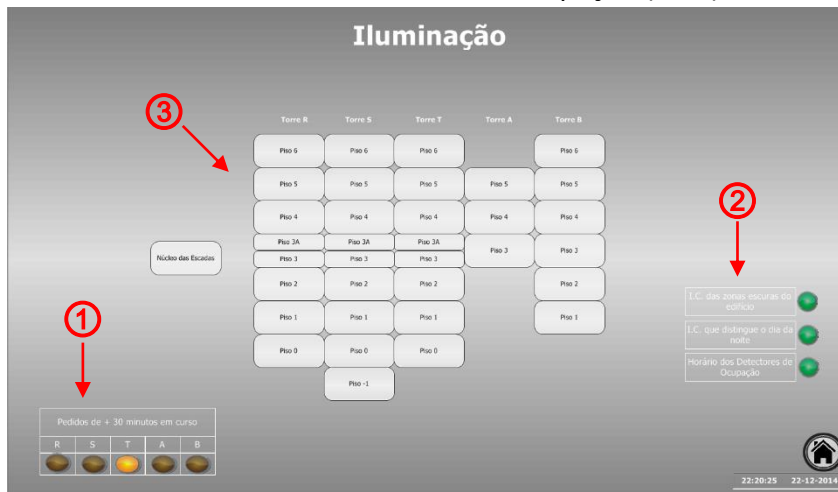 Iluminação
③
Torre R Torre S Torre T Torre A Torre B
Piso 6 Piso 6 Piso 6 Piso 6
Piso 5 Piso 5 Piso 5 Piso 5 Piso 5
Piso 4 Piso 4 Piso 4 Piso 4 Piso 4
Piso 3A Piso 3A Piso 3A
Piso 3 Piso 3 Piso 3 Piso 3 Piso 2
Núcleo das Escadas
Piso 2 Piso 2 Piso 2 Piso 2
Piso 1 Piso 1 Piso 1 Piso 1
Piso 0 Piso 0 Piso 0
Piso -1
②
I.C. das zonas escuras do
edifício
I.C. que distingue o dia da
noite
Horário dos Detectores de
Ocupação
①
Pedidos de + 30 minutos em curso
R S T A B
22:20:25 22-12-2014